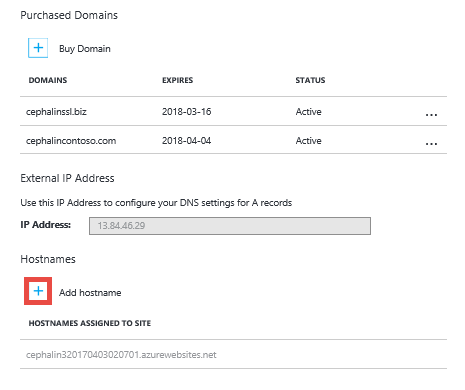 Purchased Domains
Buy Domain
DOMAINS EXPIRES STATUS
cephalinssl.biz 2018-03-16 Active ...
cephalincontoso.com 2018-04-04 Active ...
External IP Address
Use this IP Address to configure your DNS settings for A records
IP Address: 13.84.46.29
Hostnames
Add hostname
HOSTNAMES ASSIGNED TO SITE
cephalin320170403020701.azurewebsites.net